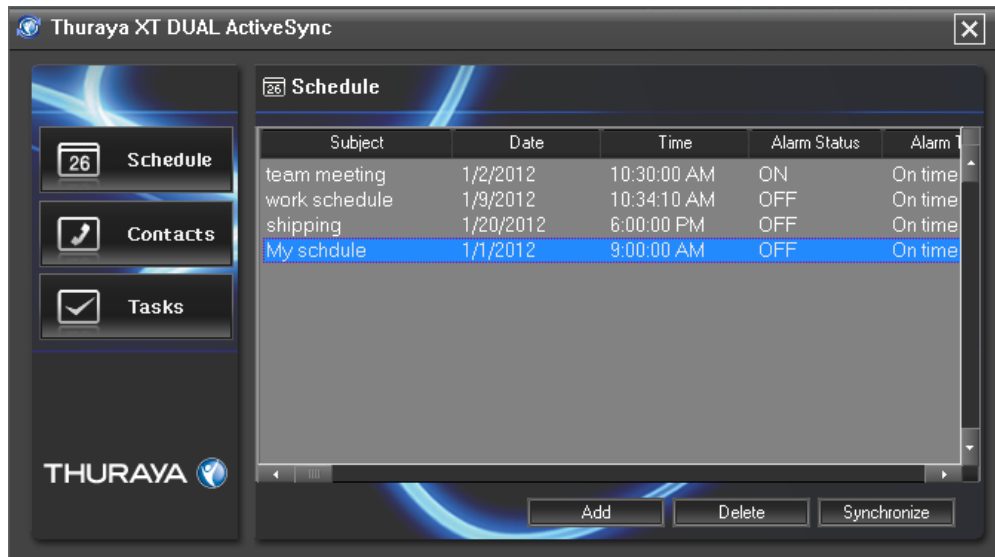 Thuraya XT DUAL ActiveSync
26 Schedule
26 Schedule
Contacts
Tasks
THURAYA
Subject Date Time Alarm Status Alarm T
team meeting 1/2/2012 10:30:00 AM ON On time
work schedule 1/9/2012 10:34:10 AM OFF On time
shipping 1/20/2012 6:00:00 PM OFF On time
My schdule 1/1/2012 9:00:00 AM OFF On time
Add Delete Synchronize